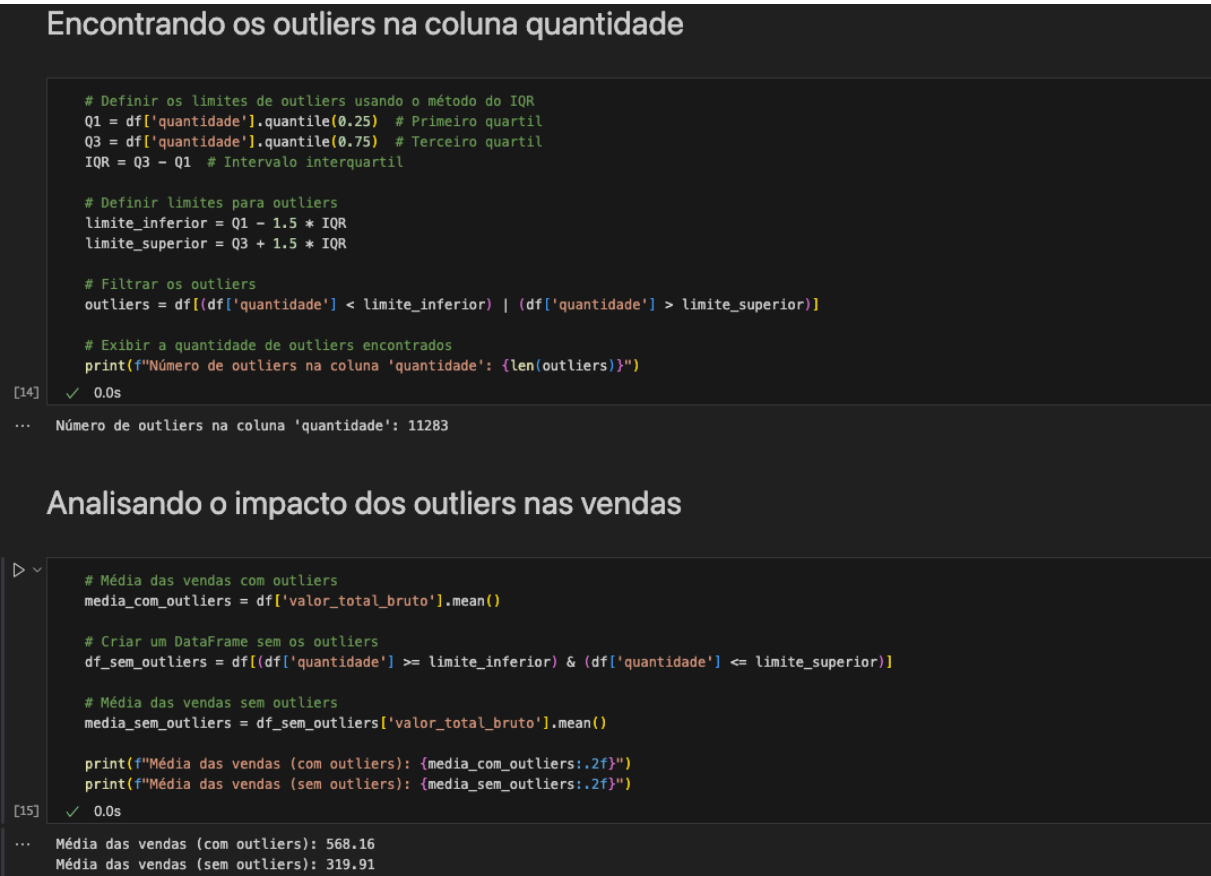 Encontrando os outliers na coluna quantidade
# Definir os limites de outliers usando o método do IQR
Q1 = df['quantidade'].quantile(0.25)  # Primeiro quartil
Q3 = df['quantidade'].quantile(0.75)  # Terceiro quartil
IQR = Q3 - Q1  # Intervalo interquartil
# Definir limites para outliers
limite_inferior = Q1 - 1.5 * IQR
limite_superior = Q3 + 1.5 * IQR
# Filtrar os outliers
outliers = df[(df['quantidade'] < limite_inferior) | (df['quantidade'] > limite_superior)]
# Exibir a quantidade de outliers encontrados
print(f"Número de outliers na coluna 'quantidade': {len(outliers)}")
[14] ✓ 0.0s
... Número de outliers na coluna 'quantidade': 11283
Analisando o impacto dos outliers nas vendas
# Média das vendas com outliers
media_com_outliers = df['valor_total_bruto'].mean()
# Criar um DataFrame sem os outliers
df_sem_outliers = df[(df['quantidade'] >= limite_inferior) & (df['quantidade'] <= limite_superior)]
# Média das vendas sem outliers
media_sem_outliers = df_sem_outliers['valor_total_bruto'].mean()
print(f"Média das vendas (com outliers): {media_com_outliers:.2f}")
print(f"Média das vendas (sem outliers): {media_sem_outliers:.2f}")
[15] ✓ 0.0s
... Média das vendas (com outliers): 568.16
Média das vendas (sem outliers): 319.91